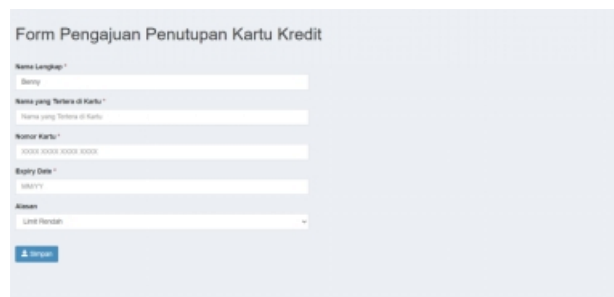 Form Pengajuan Penutupan Kartu Kredit
Nama Lengkap *
Benny
Nama yang Tertera di Kartu *
Nama yang Tertera di Kartu
Nomor Kartu *
XXXX XXXX XXXX XXXX
Expiry Date *
MM/YY
Alasan
Limit Rendah
Simpan